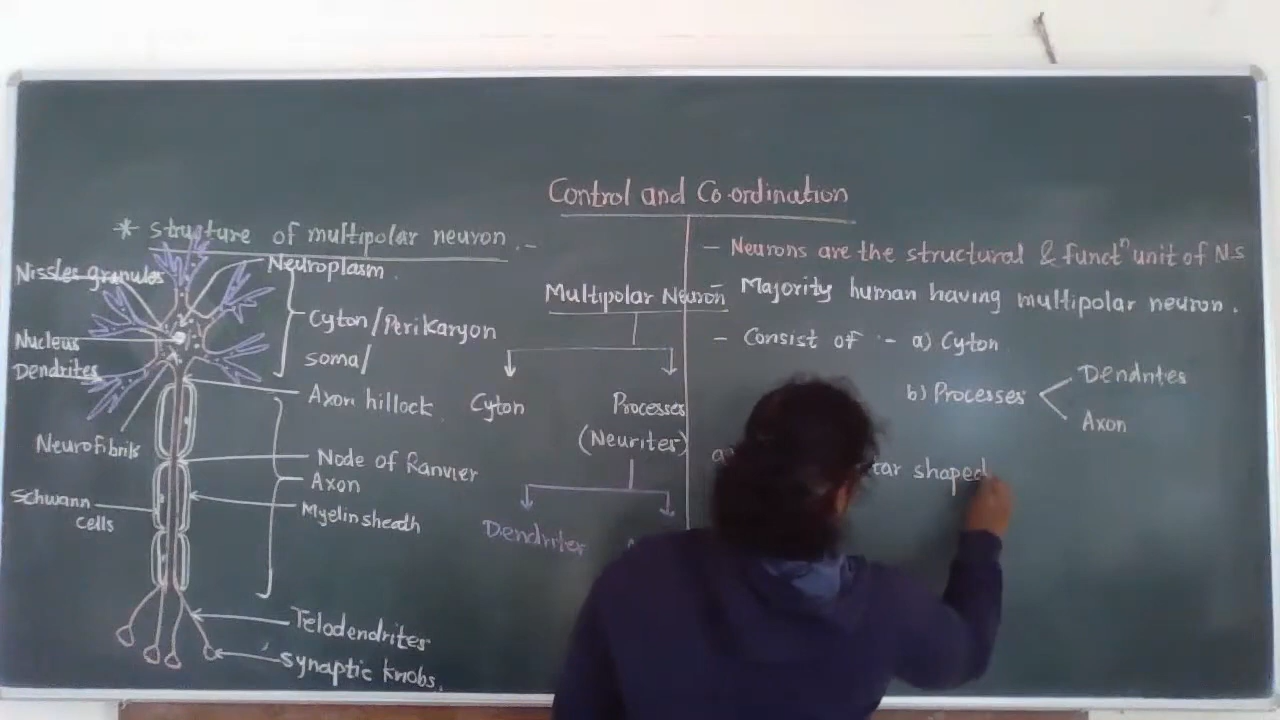 Control and Co-ordination
* structure of multipolar neuron.-
Nissles granules
Neuroplasm
Cyton/Perikaryon
soma/
Nucleus
Dendrites
Axon hillock
Neurofibrils
Node of Ranvier
Axon
Schwann
cells
Myelin sheath
Telodendrites
synaptic knobs.
Multipolar Neuron
Cyton
Processes
(Neurites)
Dendrites
- Neurons are the structural & functⁿ unit of N.S
- Majority human having multipolar neuron.
- Consist of :- a) Cyton
b) Processes
Dendrites
Axon
shaped